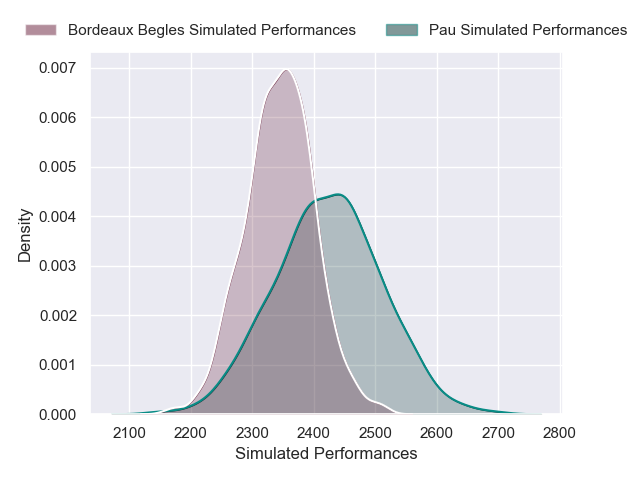 Bordeaux Begles Simulated Performances Pau Simulated Performances
0.007
0.006
0.005
0.004
0.003
0.002
0.001
0.000
Density
2100 2200 2300 2400 2500 2600 2700 2800
Simulated Performances